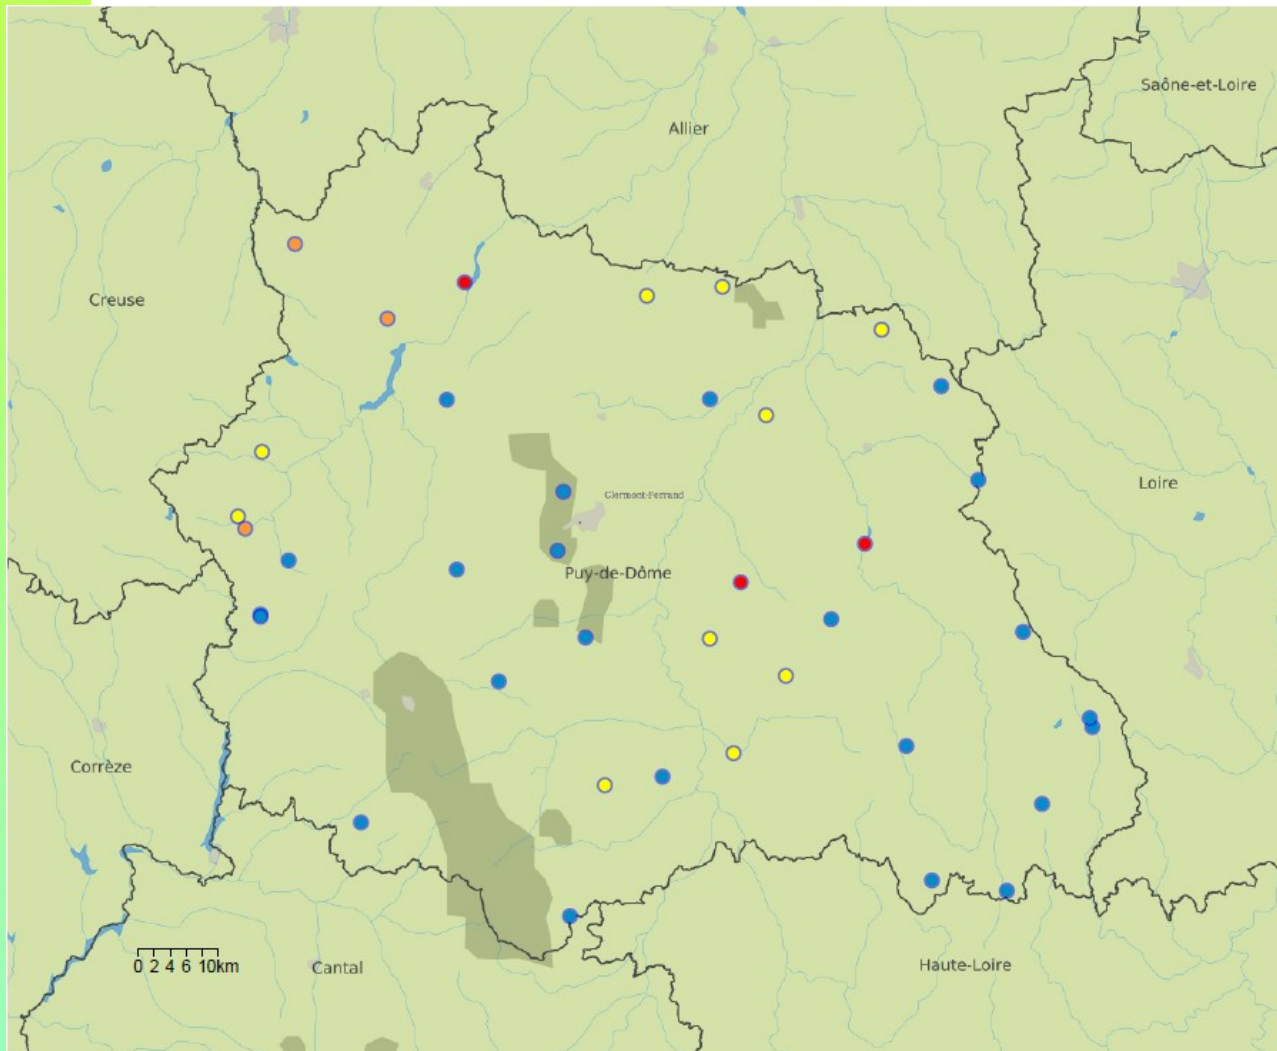 Saône-et-Loire
Allier
Creuse
Loire
Clermont-Ferrand
Puy-de-Dôme
Corrèze
0 2 4 6 10km
Cantal
Haute-Loire